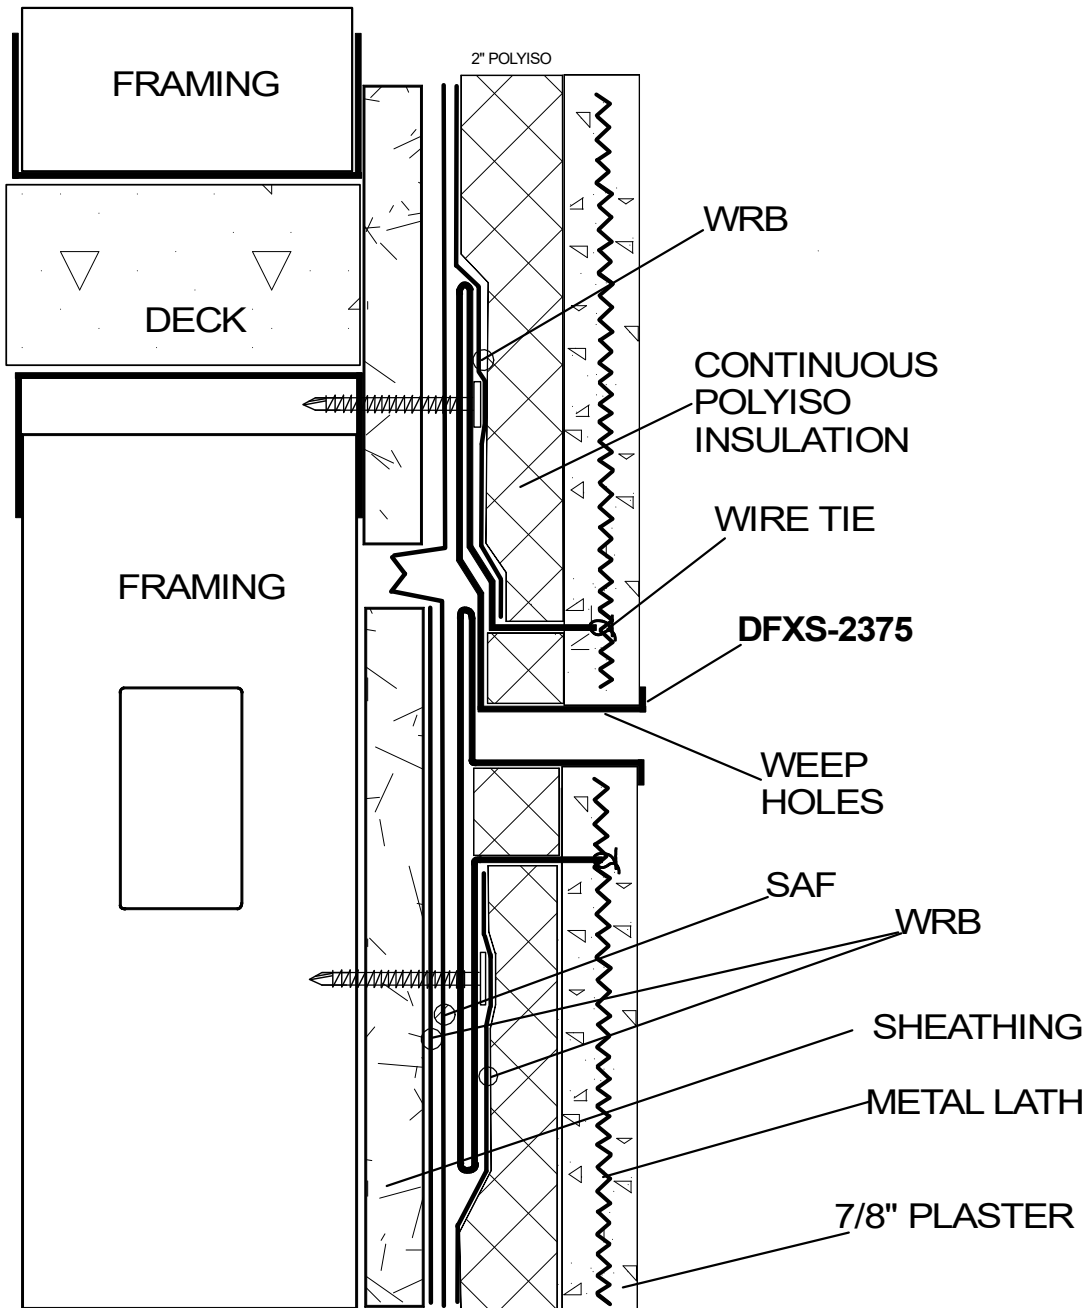 2" POLYISO
FRAMING
WRB
DECK
CONTINUOUS
POLYISO
INSULATION
WIRE TIE
FRAMING
DFXS-2375
WEEP
HOLES
SAF
WRB
SHEATHING
METAL LATH
7/8" PLASTER